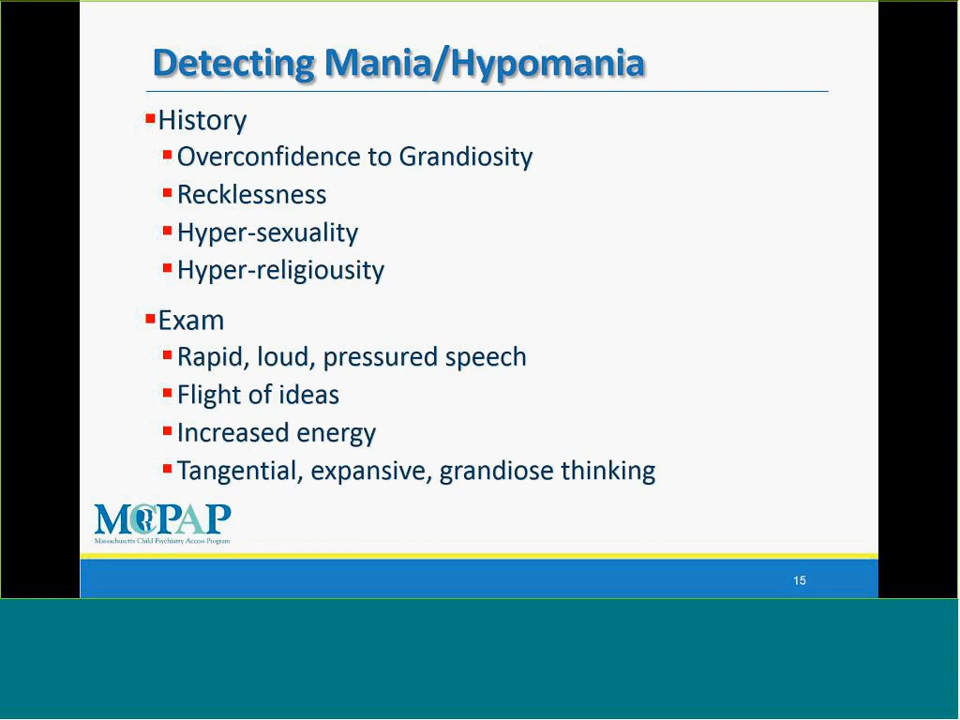 Detecting Mania/Hypomania
▪History
▪Overconfidence to Grandiosity
▪Recklessness
▪Hyper-sexuality
▪Hyper-religiousity
▪Exam
▪Rapid, loud, pressured speech
▪Flight of ideas
▪Increased energy
▪Tangential, expansive, grandiose thinking
MCPAP
Massachusetts Child Psychiatry Access Program
15